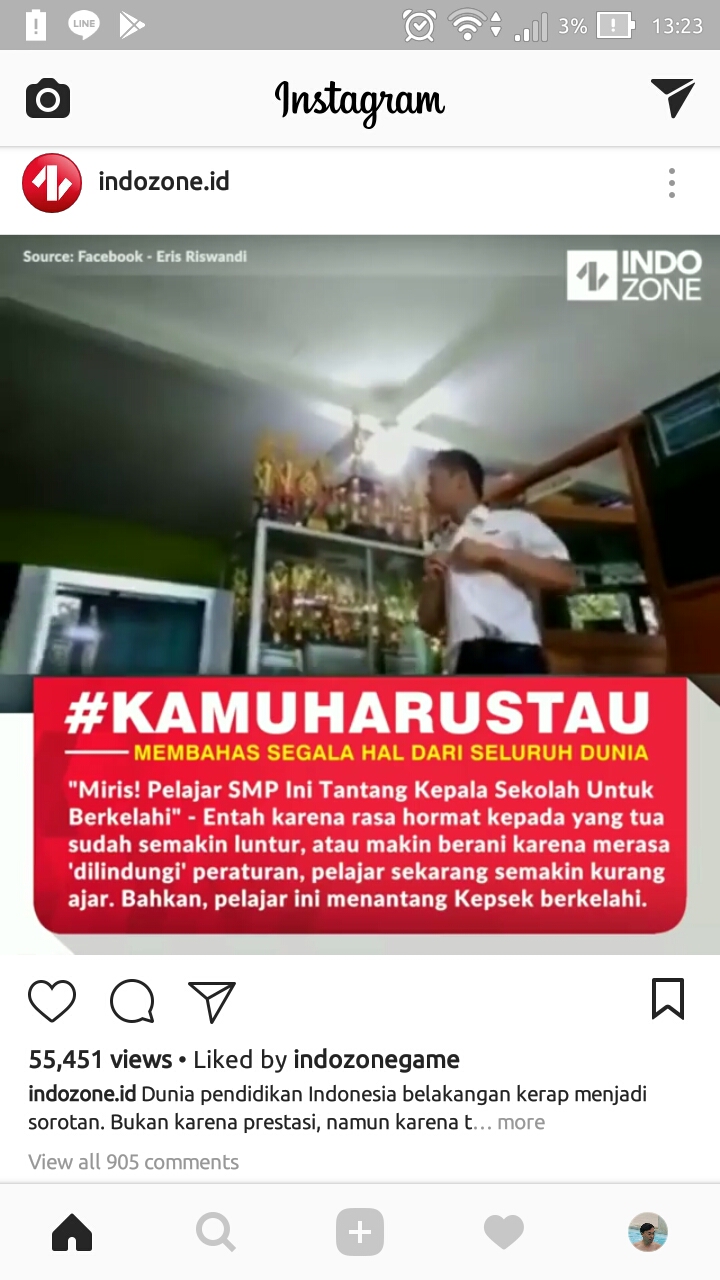 LINE
3%
13:23
Instagram
indozone.id
Source: Facebook - Eris Riswandi
INDO
ZONE
#KAMUHARUSTAU
MEMBAHAS SEGALA HAL DARI SELURUH DUNIA
"Miris! Pelajar SMP Ini Tantang Kepala Sekolah Untuk
Berkelahi" - Entah karena rasa hormat kepada yang tua
sudah semakin luntur, atau makin berani karena merasa
'dilindungi' peraturan, pelajar sekarang semakin kurang
ajar. Bahkan, pelajar ini menantang Kepsek berkelahi.
55,451 views • Liked by indozonegame
indozone.id Dunia pendidikan Indonesia belakangan kerap menjadi
sorotan. Bukan karena prestasi, namun karena t… more
View all 905 comments